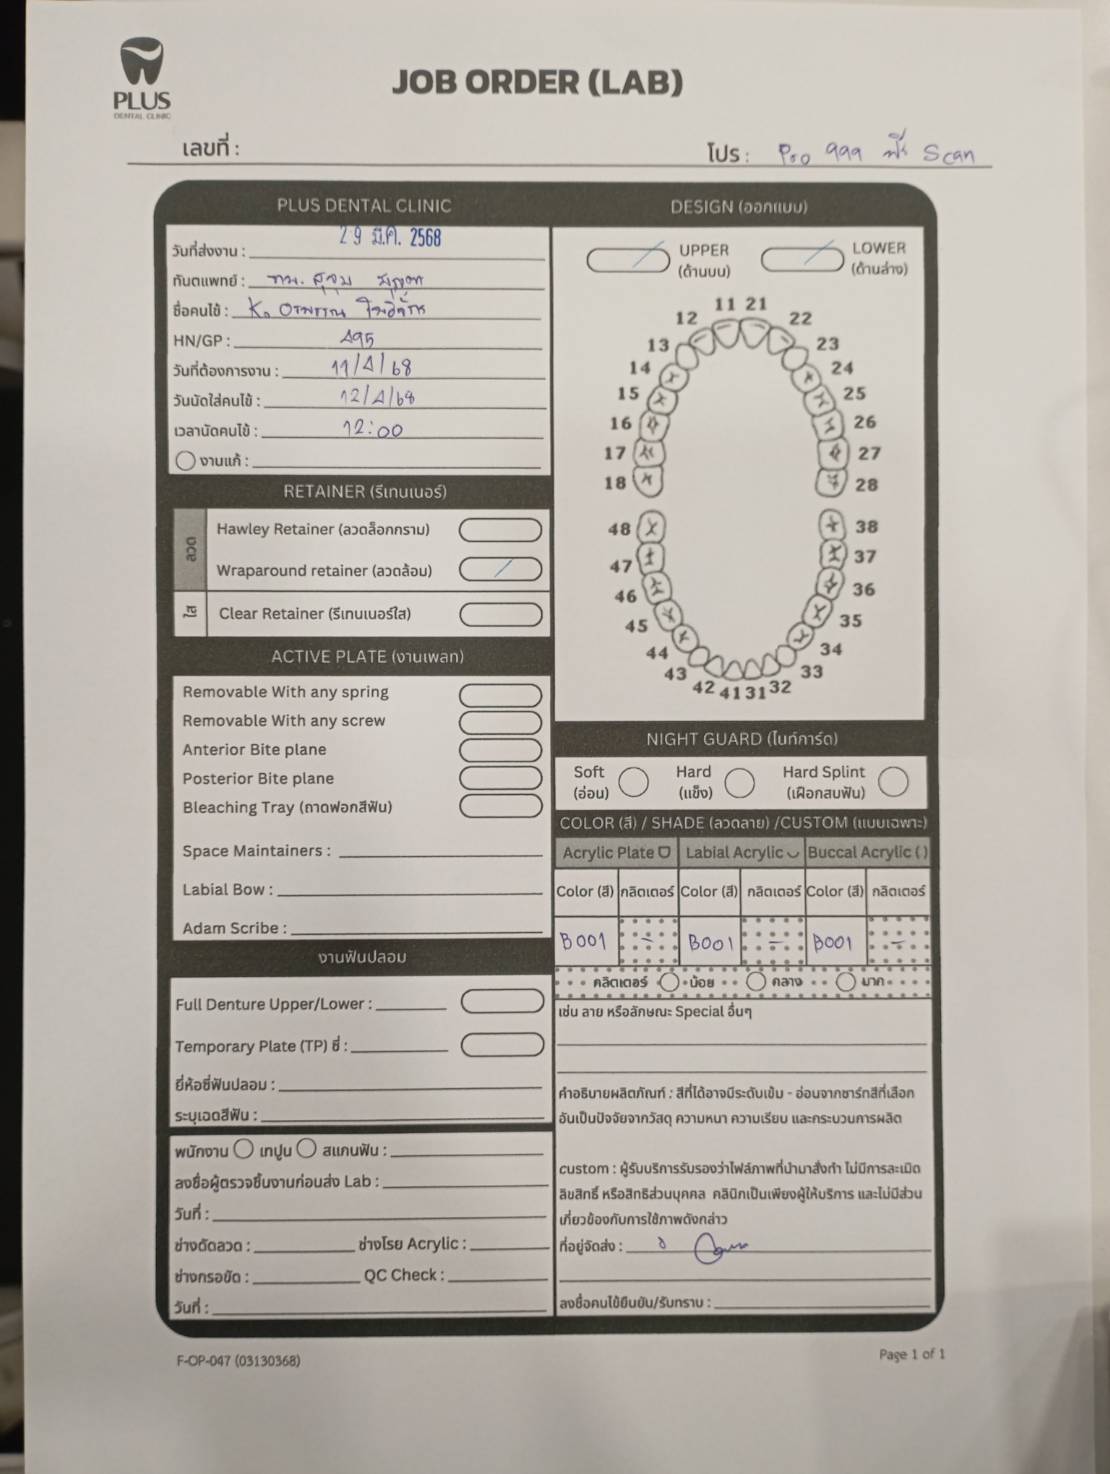 PLUS
DENTAL CLINIC
JOB ORDER (LAB)
เลขที่ :
โปร : Pro 999 ฟรี Scan
PLUS DENTAL CLINIC
วันที่ส่งงาน : 29 มี.ค. 2568
ทันตแพทย์ : ทพ.
ชื่อคนไข้ : K.
HN/GP : 495
วันที่ต้องการงาน : 11/4/68
วันนัดใส่คนไข้ : 12/4/68
เวลานัดคนไข้ : 12:00
งานแก้ :
RETAINER (รีเทนเนอร์)
ลวด
Hawley Retainer (ลวดล็อกกราม)
Wraparound retainer (ลวดล้อม)
ใส
Clear Retainer (รีเทนเนอร์ใส)
ACTIVE PLATE (งานเพลท)
Removable With any spring
Removable With any screw
Anterior Bite plane
Posterior Bite plane
Bleaching Tray (ถาดฟอกสีฟัน)
Space Maintainers :
Labial Bow :
Adam Scribe :
งานฟันปลอม
Full Denture Upper/Lower :
Temporary Plate (TP) ซี่ :
ยี่ห้อซี่ฟันปลอม :
ระบุเฉดสีฟัน :
พนักงาน เทปูน สแกนฟัน :
ลงชื่อผู้ตรวจชิ้นงานก่อนส่ง Lab :
วันที่ :
ช่างดัดลวด : ช่างโรย Acrylic :
ช่างกรอขัด : QC Check :
วันที่ :
DESIGN (ออกแบบ)
UPPER LOWER
(ด้านบน) (ด้านล่าง)
11 21
12 22
13 23
14 24
15 25
16 26
17 27
18 28
48 38
47 37
46 36
45 35
44 34
43 33
42 41 31 32
NIGHT GUARD (ไนท์การ์ด)
Soft Hard Hard Splint
(นิ่ม) (แข็ง) (เฝือกสบฟัน)
COLOR (สี) / SHADE (ลวดลาย) /CUSTOM (แบบเฉพาะ)
Acrylic Plate Labial Acrylic Buccal Acrylic ( )
Color (สี) กลิตเตอร์ Color (สี) กลิตเตอร์ Color (สี) กลิตเตอร์
B001 - B001 - B001 -
กลิตเตอร์ น้อย กลาง มาก
เช่น ลาย หรือลักษณะ Special อื่นๆ
คำอธิบายผลิตภัณฑ์ : สีที่ได้อาจมีระดับเข้ม - อ่อนจากชาร์ทสีที่เลือก
อันเป็นปัจจัยจากวัสดุ ความหนา ความเรียบ และกระบวนการผลิต
custom : ผู้รับบริการรับรองว่าไฟล์ภาพที่นำมาสั่งทำ ไม่มีการละเมิด
ลิขสิทธิ์ หรือสิทธิส่วนบุคคล คลินิกเป็นเพียงผู้ให้บริการ และไม่มีส่วน
เกี่ยวข้องกับการใช้ภาพดังกล่าว
ที่อยู่จัดส่ง :
ลงชื่อคนไข้ยืนยัน/รับทราบ :
F-OP-047 (03130368)
Page 1 of 1